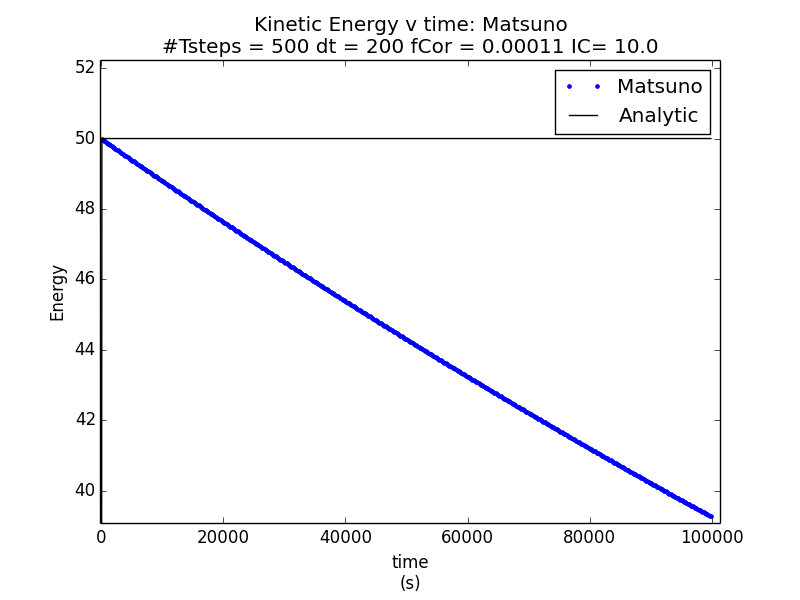 Kinetic Energy v time: Matsuno
#Tsteps = 500 dt = 200 fCor = 0.00011 IC= 10.0
52
50
48
46
44
42
40
Energy
Matsuno
Analytic
0
20000
40000
60000
80000
100000
time
(s)